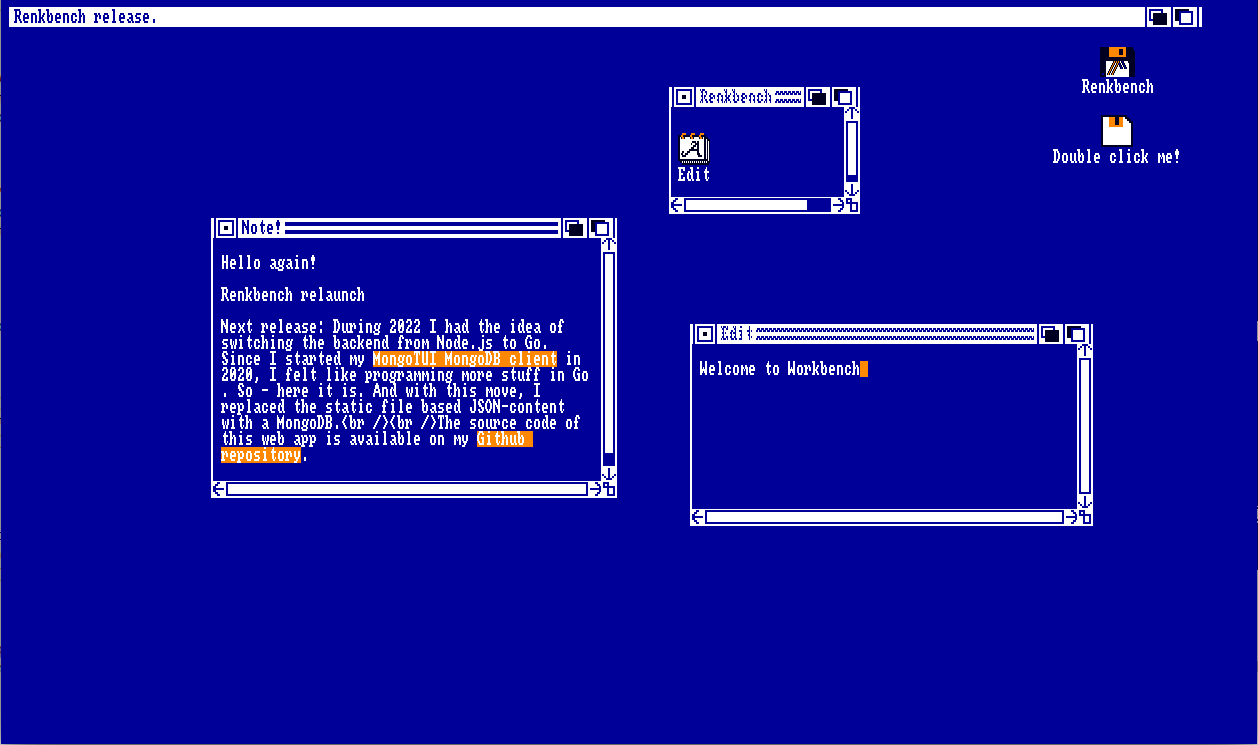 Renkbench release.
Renkbench
Double click me!
Renkbench
Edit
Note!
Hello again!
Renkbench relaunch
Next release: During 2022 I had the idea of
switching the backend from Node.js to Go.
Since I started my MongoTUI MongoDB client in
2020, I felt like programming more stuff in Go
. So - here it is. And with this move, I
replaced the static file based JSON-content
with a MongoDB.<br /><br />The source code of
this web app is available on my Github
repository.
Edit
Welcome to Workbench